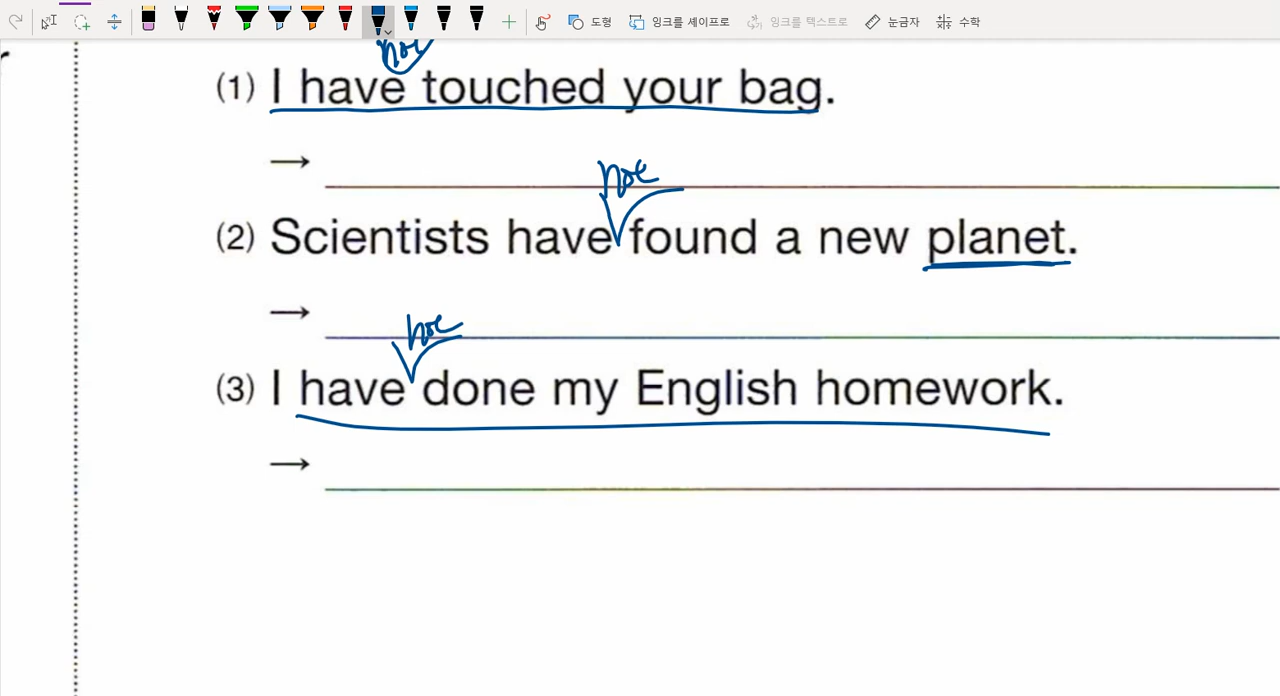 도형 잉크를 셰이프로 잉크를 텍스트로 눈금자 수학
not
(1) I have touched your bag.
→
not
(2) Scientists have found a new planet.
→
not
(3) I have done my English homework.
→